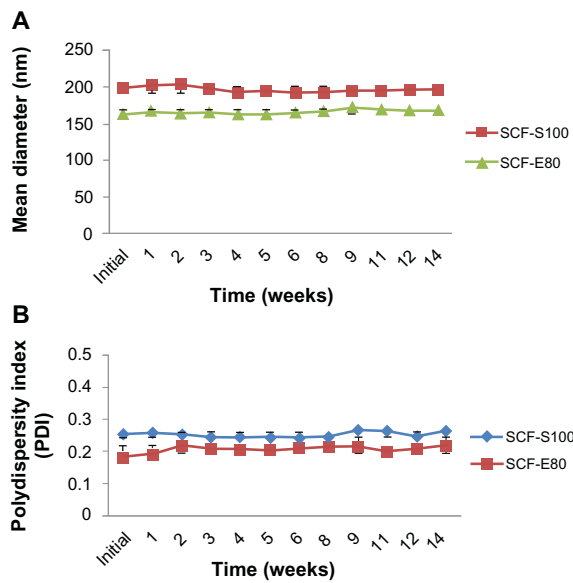 A
250
200
150
100
50
0
Mean diameter (nm)
Initial 1 2 3 4 5 6 8 9 11 12 14
Time (weeks)
SCF-S100
SCF-E80
B
0.5
0.4
0.3
0.2
0.1
0
Polydispersity index
(PDI)
Initial 1 2 3 4 5 6 8 9 11 12 14
Time (weeks)
SCF-S100
SCF-E80